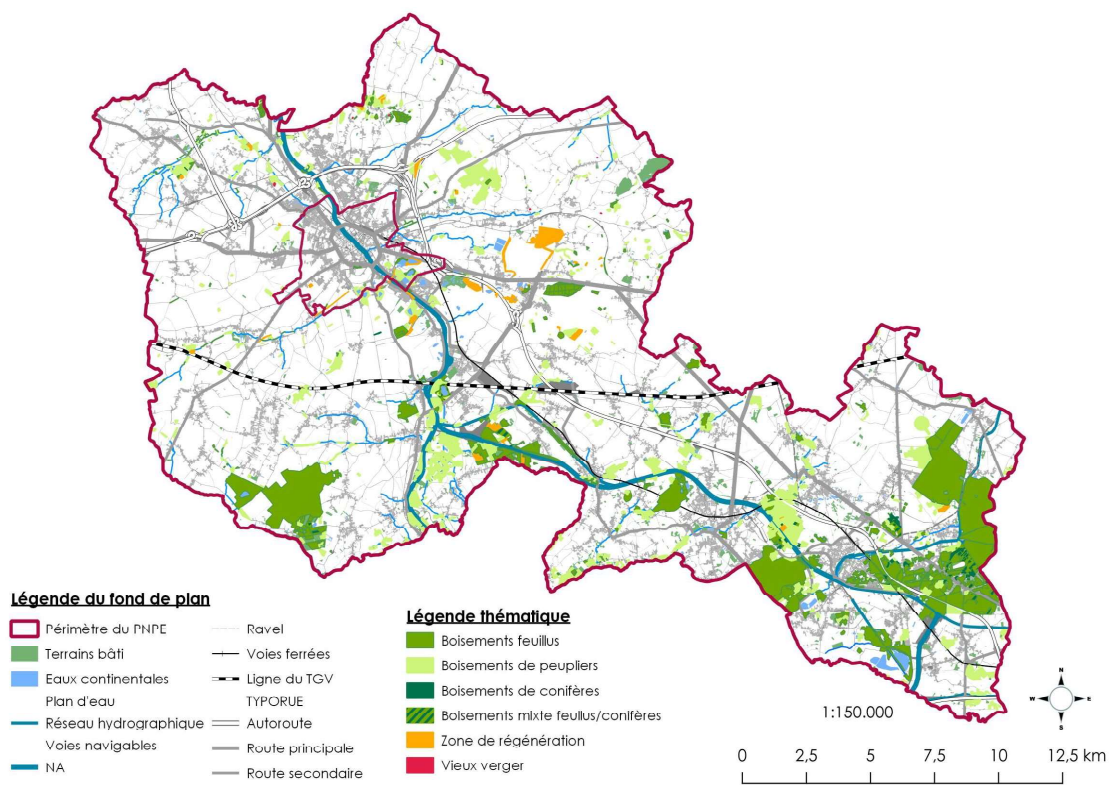 Légende du fond de plan
Périmètre du PNPE
Terrains bâti
Eaux continentales
Plan d'eau
Réseau hydrographique
Voies navigables
NA
Ravel
Voies ferrées
Ligne du TGV
TYPORUE
Autoroute
Route principale
Route secondaire
Légende thématique
Boisements feuillus
Boisements de peupliers
Boisements de conifères
Boisements mixte feuillus/conifères
Zone de régénération
Vieux verger
1:150.000
N
W
E
S
0 2,5 5 7,5 10 12,5 km